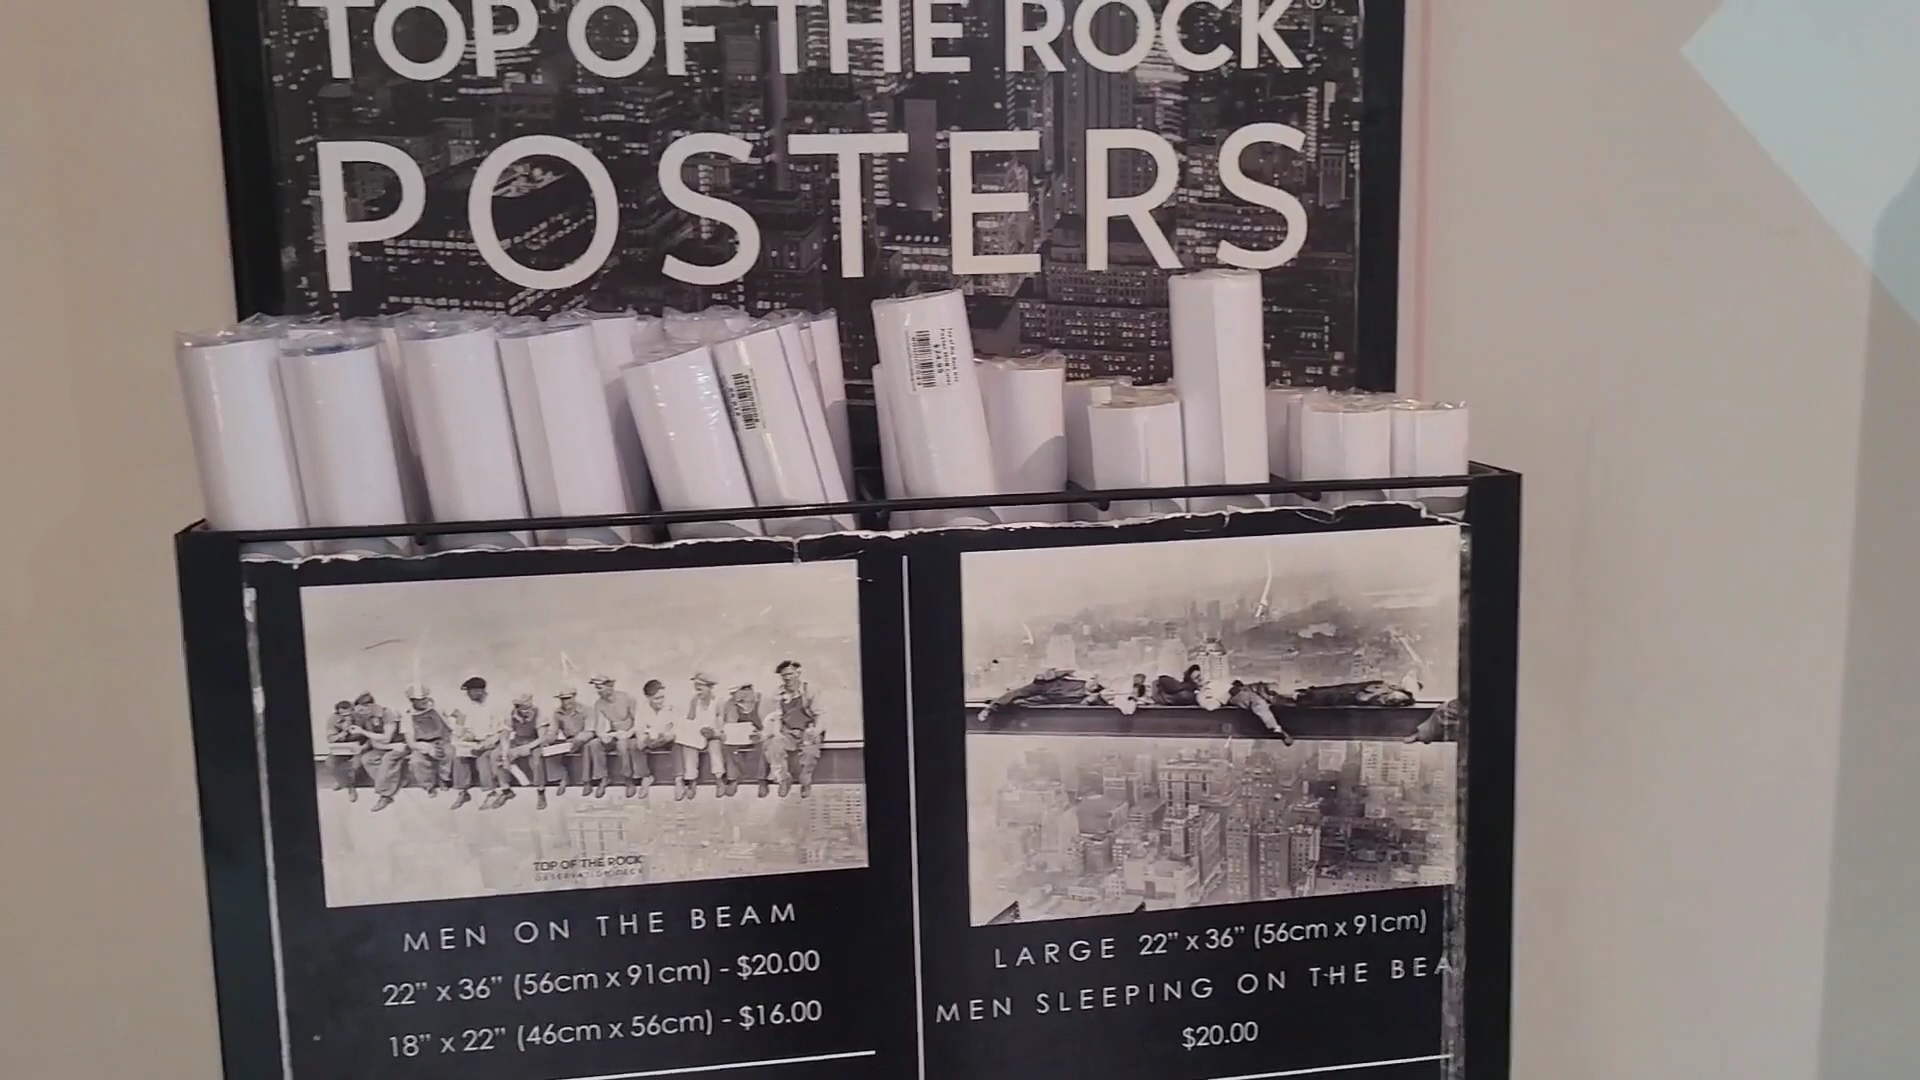 TOP OF THE ROCK®
POSTERS
TOP OF THE ROCK
MEN ON THE BEAM
22" x 36" (56cm x 91cm) - $20.00
18" x 22" (46cm x 56cm) - $16.00
LARGE 22" x 36" (56cm x 91cm)
MEN SLEEPING ON THE BEA
$20.00